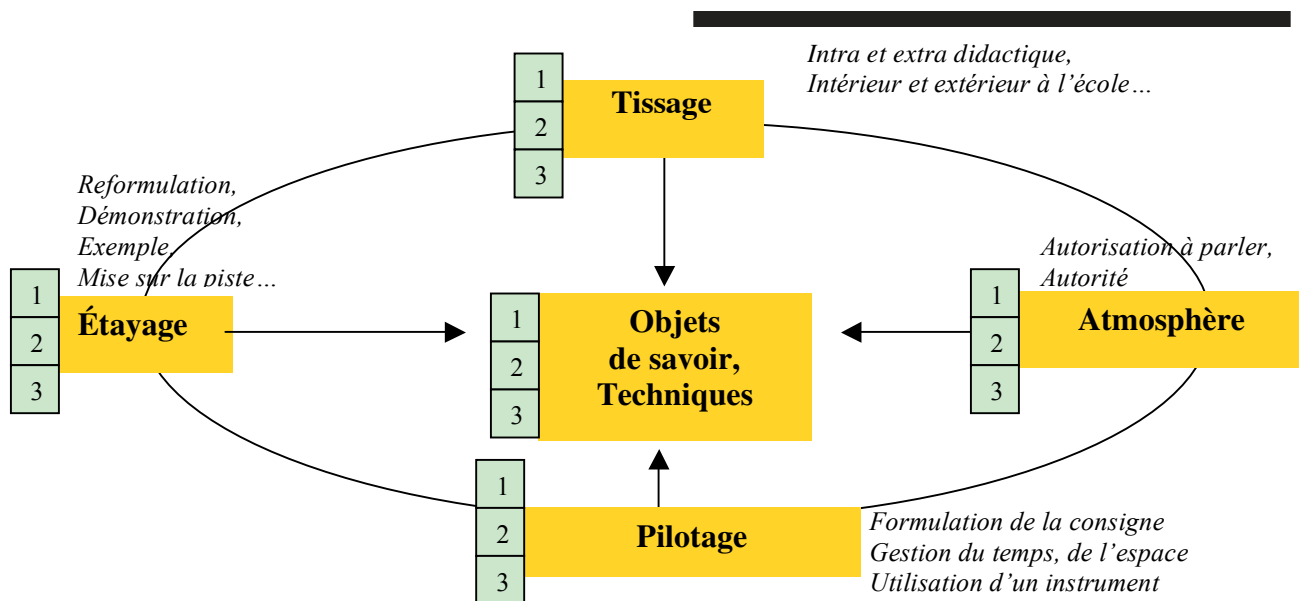 Intra et extra didactique,
Intérieur et extérieur à l'école…
1
2
3
Tissage
Reformulation,
Démonstration,
Exemple,
Mise sur la piste…
1
2
3
Étayage
1
2
3
Objets
de savoir,
Techniques
Autorisation à parler,
Autorité
1
2
3
Atmosphère
1
2
3
Pilotage
Formulation de la consigne
Gestion du temps, de l'espace
Utilisation d'un instrument